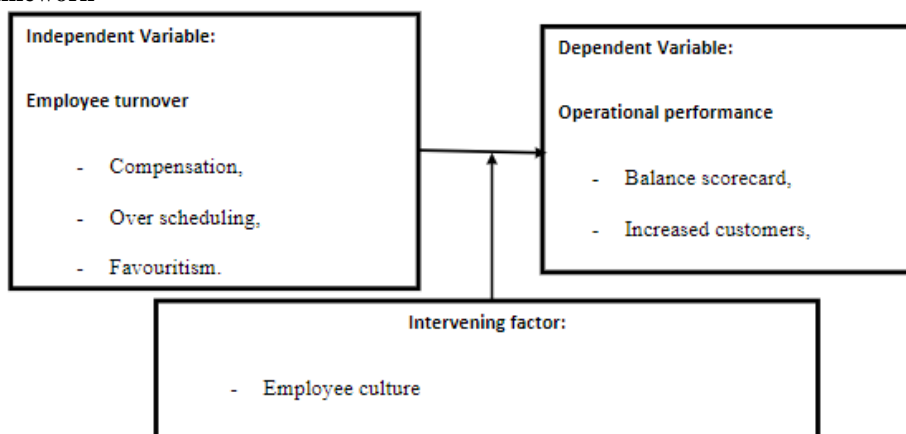 Independent Variable:
Employee turnover
- Compensation,
- Over scheduling,
- Favouritism.
Dependent Variable:
Operational performance
- Balance scorecard,
- Increased customers,
Intervening factor:
- Employee culture